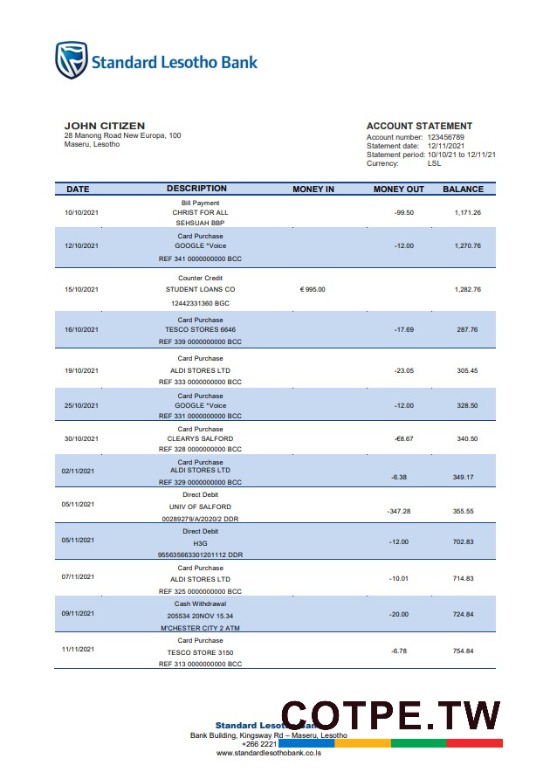 Standard Lesotho Bank
JOHN CITIZEN
28 Manong Road New Europa, 100
Maseru, Lesotho
ACCOUNT STATEMENT
Account number: 123456789
Statement date: 12/11/2021
Statement period: 10/10/21 to 12/11/21
Currency: LSL
DATE DESCRIPTION MONEY IN MONEY OUT BALANCE
Bill Payment
10/10/2021 CHRIST FOR ALL -99.50 1,171.26
SEHSUAH BBP
Card Purchase
12/10/2021 GOOGLE *Voice -12.00 1,270.76
REF 341 0000000000 BCC
Counter Credit
15/10/2021 STUDENT LOANS CO € 995.00 1,282.76
12442331360 BGC
Card Purchase
16/10/2021 TESCO STORES 6646 -17.69 287.76
REF 339 0000000000 BCC
Card Purchase
19/10/2021 ALDI STORES LTD -23.05 305.45
REF 333 0000000000 BCC
Card Purchase
25/10/2021 GOOGLE *Voice -12.00 328.50
REF 331 0000000000 BCC
Card Purchase
30/10/2021 CLEARYS SALFORD -€8.67 340.50
REF 328 0000000000 BCC
Card Purchase
02/11/2021 ALDI STORES LTD -6.38 349.17
REF 329 0000000000 BCC
Direct Debit
05/11/2021 UNIV OF SALFORD -347.28 355.55
00289279/A/2020/2 DDR
Direct Debit
05/11/2021 H3G -12.00 702.83
955635663301201112 DDR
Card Purchase
07/11/2021 ALDI STORES LTD -10.01 714.83
REF 325 0000000000 BCC
Cash Withdrawal
09/11/2021 205534 20NOV 15.34 -20.00 724.84
M'CHESTER CITY 2 ATM
Card Purchase
11/11/2021 TESCO STORE 3150 -6.78 754.84
REF 313 0000000000 BCC
COTPE.TW
Standard Lesotho Bank
Bank Building, Kingsway Rd – Maseru, Lesotho
+266 2221
www.standardlesothobank.co.ls